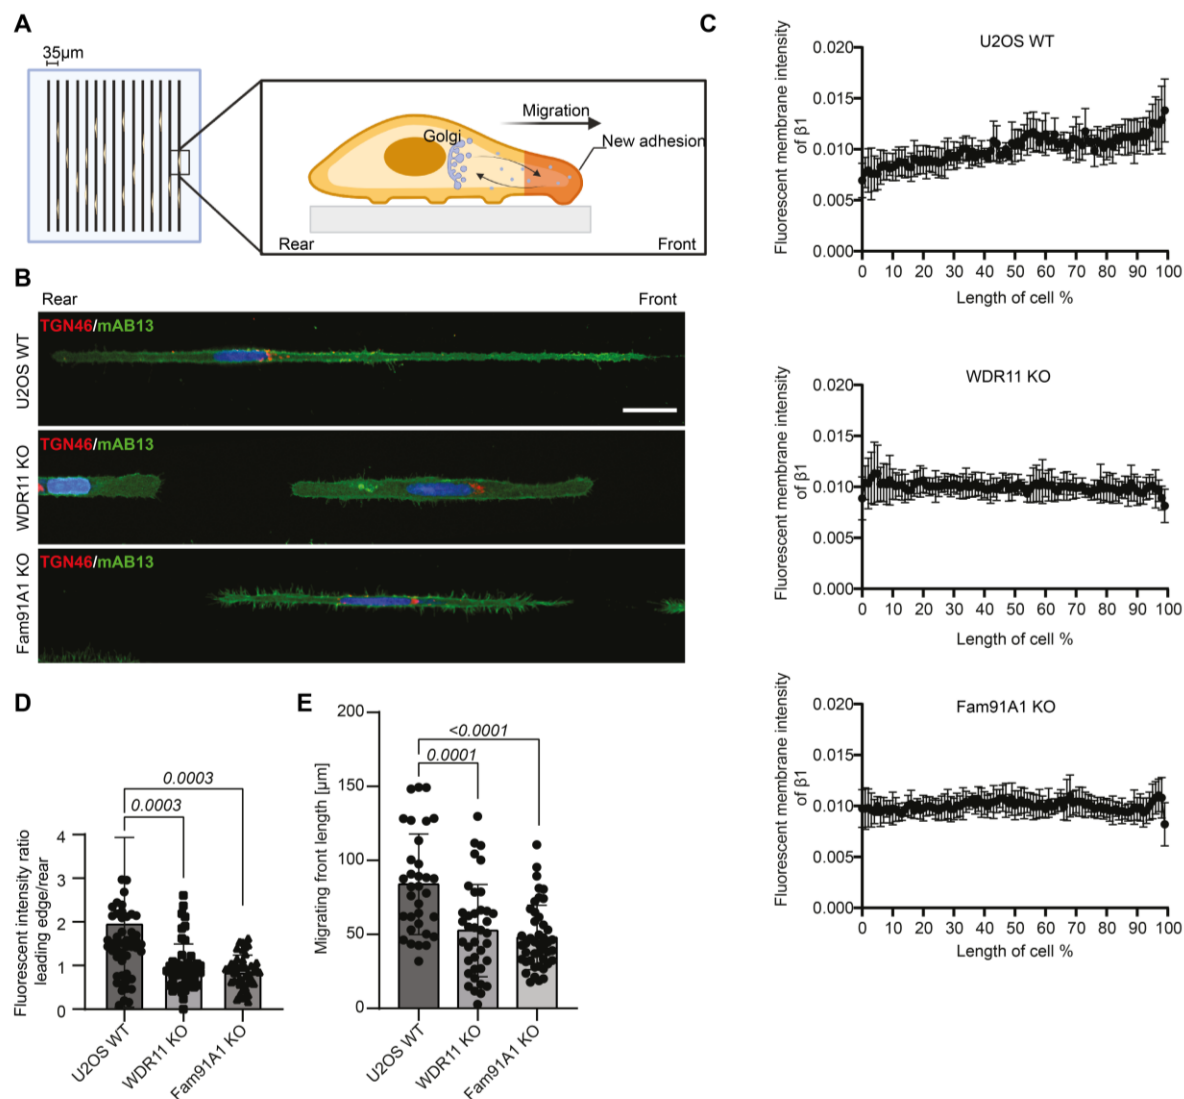 A
35µm
Golgi
Migration
New adhesion
Rear
Front
B
Rear
Front
TGN46/mAB13
U2OS WT
TGN46/mAB13
WDR11 KO
TGN46/mAB13
Fam91A1 KO
C
U2OS WT
Fluorescent membrane intensity
of β1
0.020
0.015
0.010
0.005
0.000
0 10 20 30 40 50 60 70 80 90 100
Length of cell %
WDR11 KO
Fluorescent membrane intensity
of β1
0.020
0.015
0.010
0.005
0.000
0 10 20 30 40 50 60 70 80 90 100
Length of cell %
Fam91A1 KO
Fluorescent membrane intensity
of β1
0.020
0.015
0.010
0.005
0.000
0 10 20 30 40 50 60 70 80 90 100
Length of cell %
D
0.0003
0.0003
Fluorescent intensity ratio
leading edge/rear
4
3
2
1
0
U2OS WT
WDR11 KO
Fam91A1 KO
E
<0.0001
0.0001
Migrating front length [µm]
200
150
100
50
0
U2OS WT
WDR11 KO
Fam91A1 KO